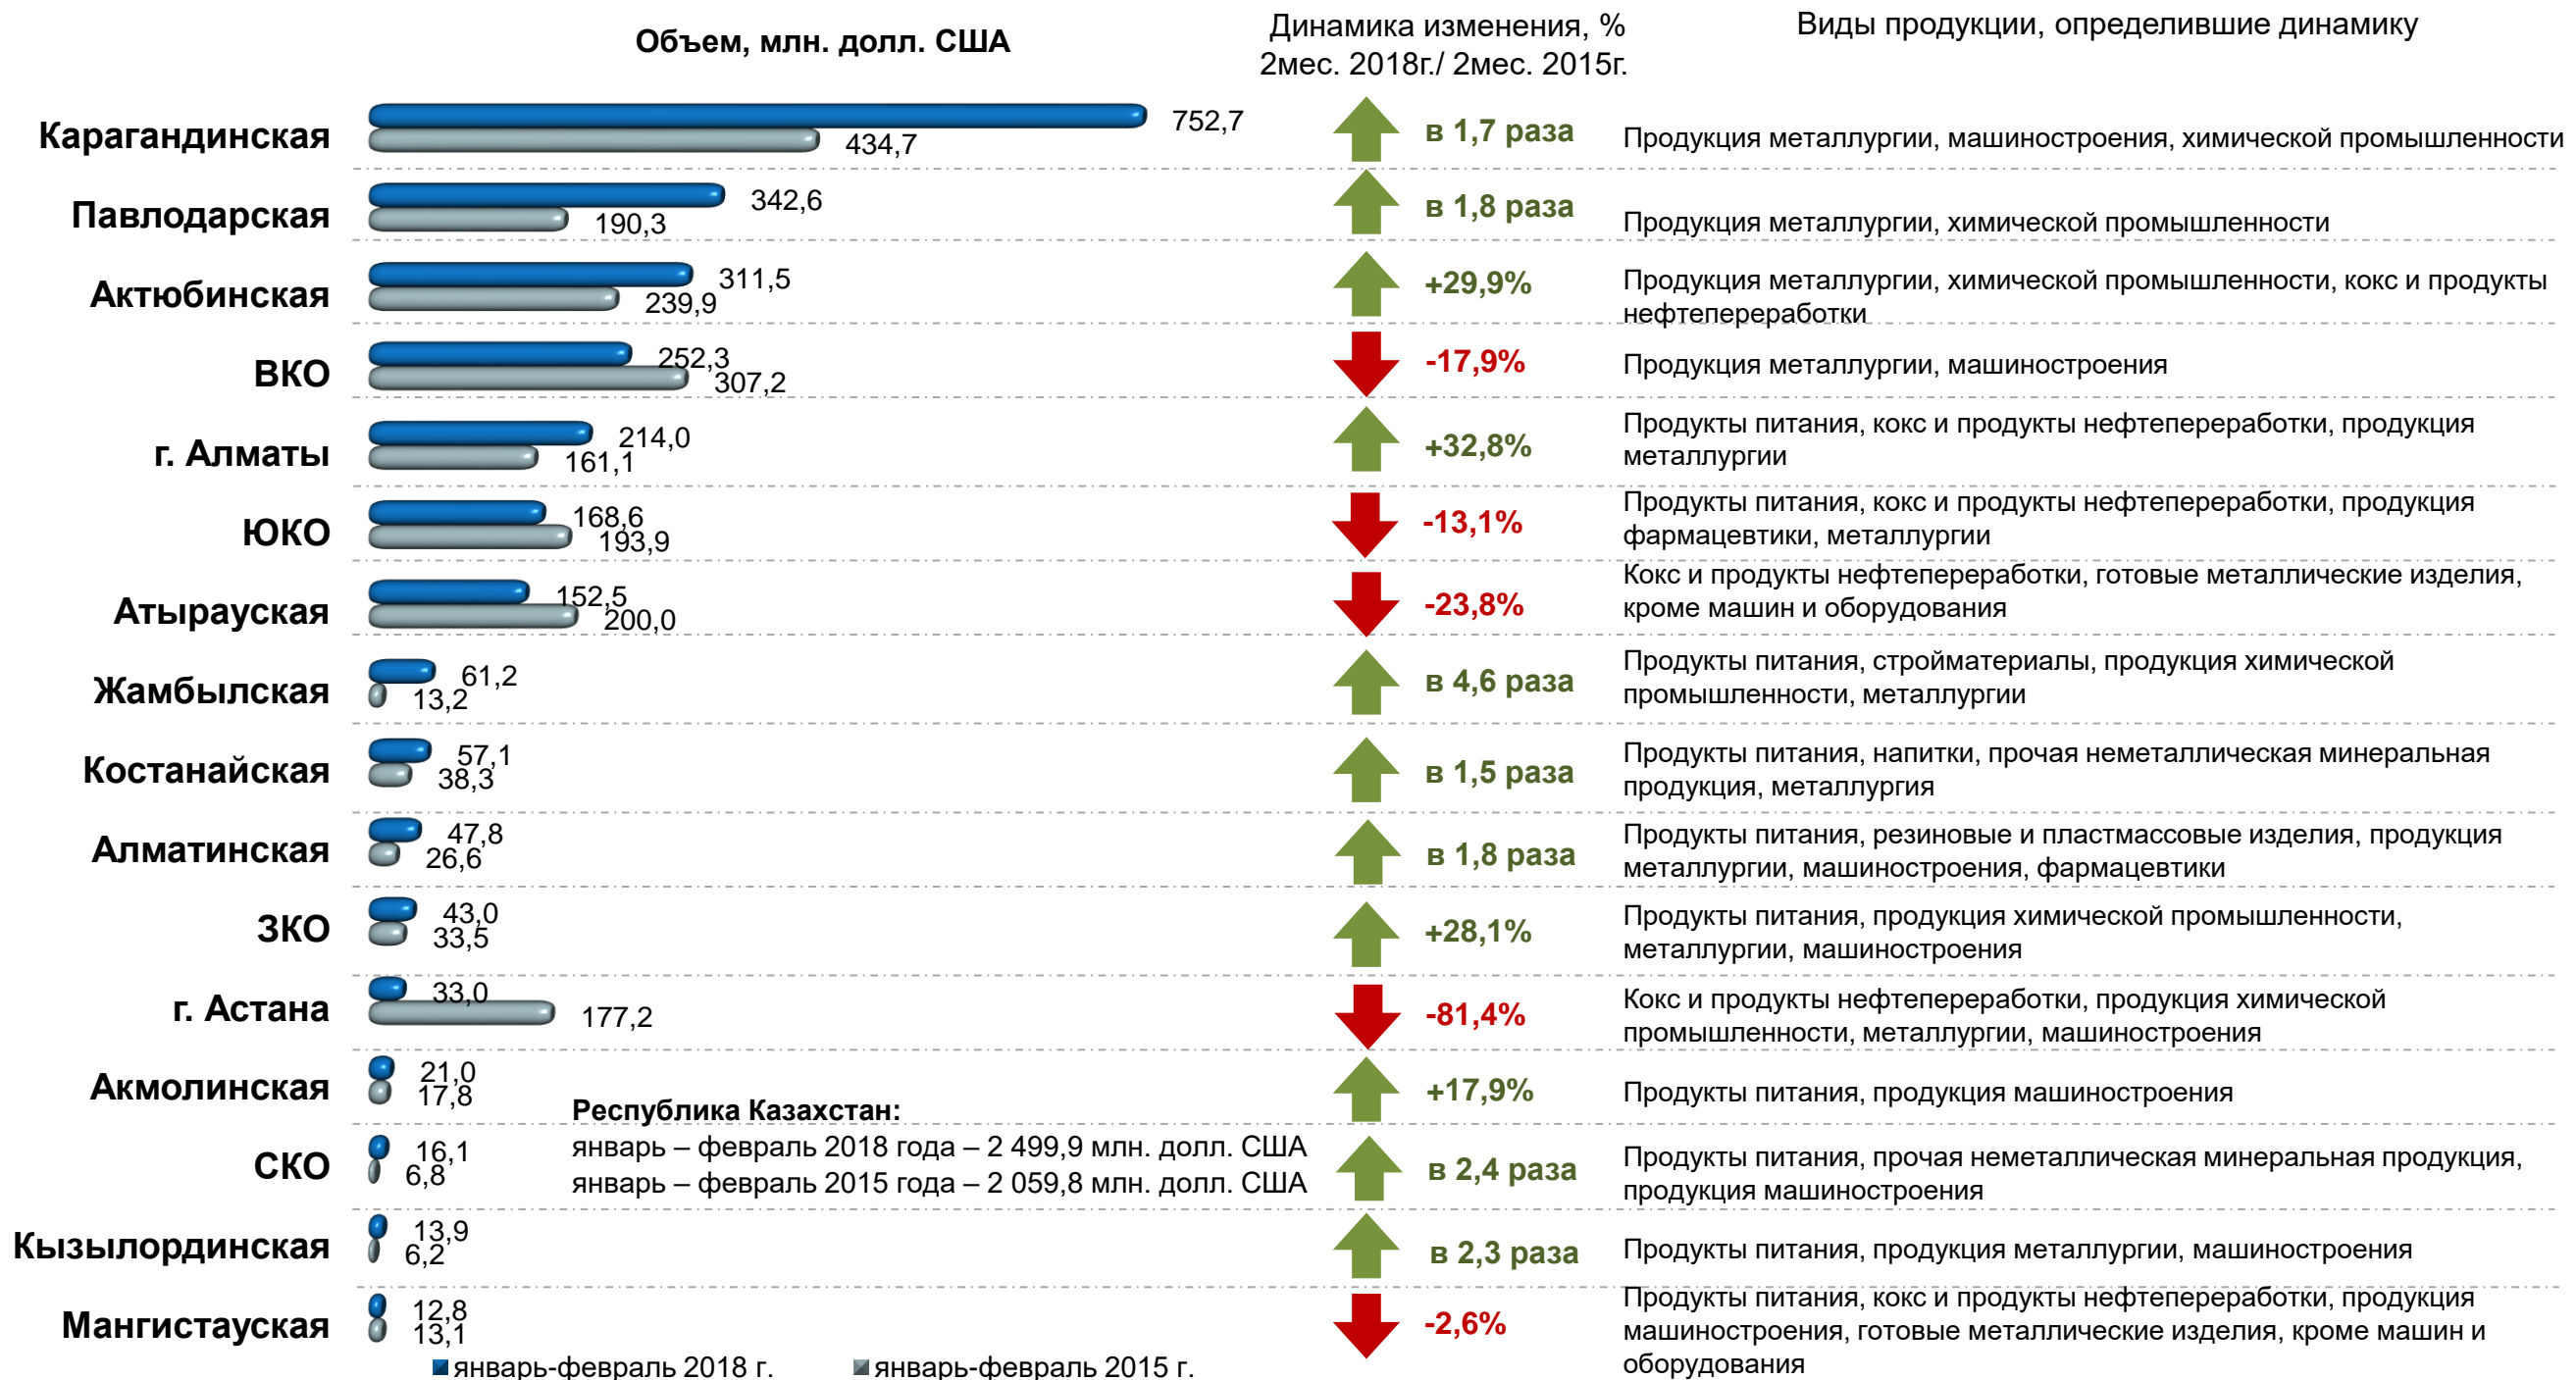 Объем, млн. долл. США
Динамика изменения, %
2мес. 2018г./ 2мес. 2015г.
Виды продукции, определившие динамику
Карагандинская
752,7
434,7
в 1,7 раза
Продукция металлургии, машиностроения, химической промышленности
Павлодарская
342,6
190,3
в 1,8 раза
Продукция металлургии, химической промышленности
Актюбинская
311,5
239,9
+29,9%
Продукция металлургии, химической промышленности, кокс и продукты
нефтепереработки
ВКО
252,3
307,2
-17,9%
Продукция металлургии, машиностроения
г. Алматы
214,0
161,1
+32,8%
Продукты питания, кокс и продукты нефтепереработки, продукция
металлургии
ЮКО
168,6
193,9
-13,1%
Продукты питания, кокс и продукты нефтепереработки, продукция
фармацевтики, металлургии
Атырауская
152,5
200,0
-23,8%
Кокс и продукты нефтепереработки, готовые металлические изделия,
кроме машин и оборудования
Жамбылская
61,2
13,2
в 4,6 раза
Продукты питания, стройматериалы, продукция химической
промышленности, металлургии
Костанайская
57,1
38,3
в 1,5 раза
Продукты питания, напитки, прочая неметаллическая минеральная
продукция, металлургия
Алматинская
47,8
26,6
в 1,8 раза
Продукты питания, резиновые и пластмассовые изделия, продукция
металлургии, машиностроения, фармацевтики
ЗКО
43,0
33,5
+28,1%
Продукты питания, продукция химической промышленности,
металлургии, машиностроения
г. Астана
33,0
177,2
-81,4%
Кокс и продукты нефтепереработки, продукция химической
промышленности, металлургии, машиностроения
Акмолинская
21,0
17,8
+17,9%
Продукты питания, продукция машиностроения
Республика Казахстан:
январь – февраль 2018 года – 2 499,9 млн. долл. США
январь – февраль 2015 года – 2 059,8 млн. долл. США
СКО
16,1
6,8
в 2,4 раза
Продукты питания, прочая неметаллическая минеральная продукция,
продукция машиностроения
Кызылординская
13,9
6,2
в 2,3 раза
Продукты питания, продукция металлургии, машиностроения
Мангистауская
12,8
13,1
-2,6%
Продукты питания, кокс и продукты нефтепереработки, продукция
машиностроения, готовые металлические изделия, кроме машин и
оборудования
январь-февраль 2018 г.
январь-февраль 2015 г.